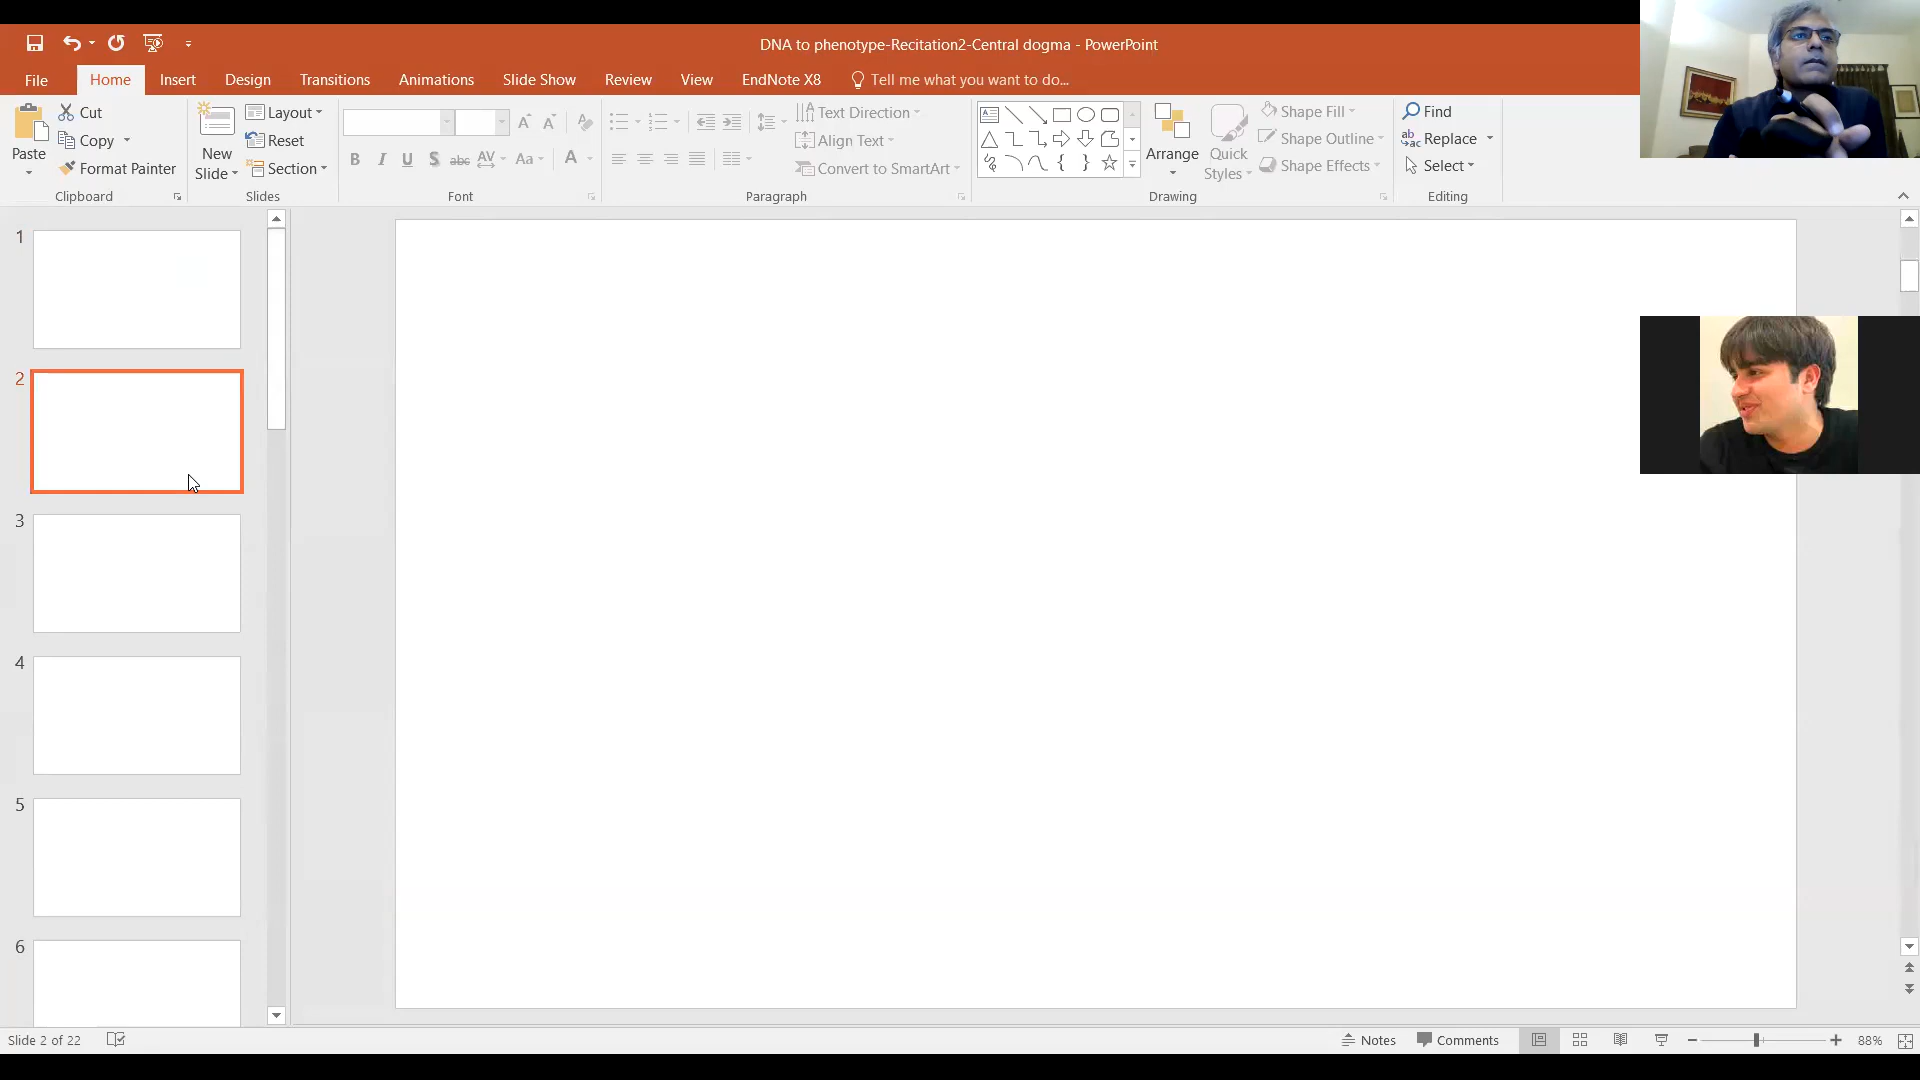 DNA to phenotype-Recitation2-Central dogma - PowerPoint
File Home Insert Design Transitions Animations Slide Show Review View EndNote X8 Tell me what you want to do...
Paste
Cut
Copy
Format Painter
Clipboard
New
Slide
Layout
Reset
Section
Slides
B I U S abc AV Aa A
Font
Text Direction
Align Text
Convert to SmartArt
Paragraph
Arrange
Quick
Styles
Shape Fill
Shape Outline
Shape Effects
Drawing
Find
Replace
Select
Editing
1
2
3
4
5
6
Slide 2 of 22 Notes Comments 88%